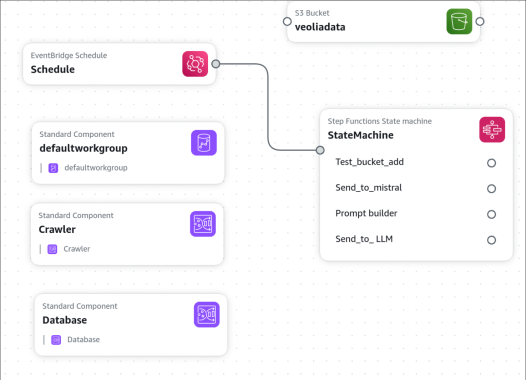 S3 Bucket
veoliadata
EventBridge Schedule
Schedule
Step Functions State machine
StateMachine
Test_bucket_add
Send_to_mistral
Prompt builder
Send_to_ LLM
Standard Component
defaultworkgroup
defaultworkgroup
Standard Component
Crawler
Crawler
Standard Component
Database
Database